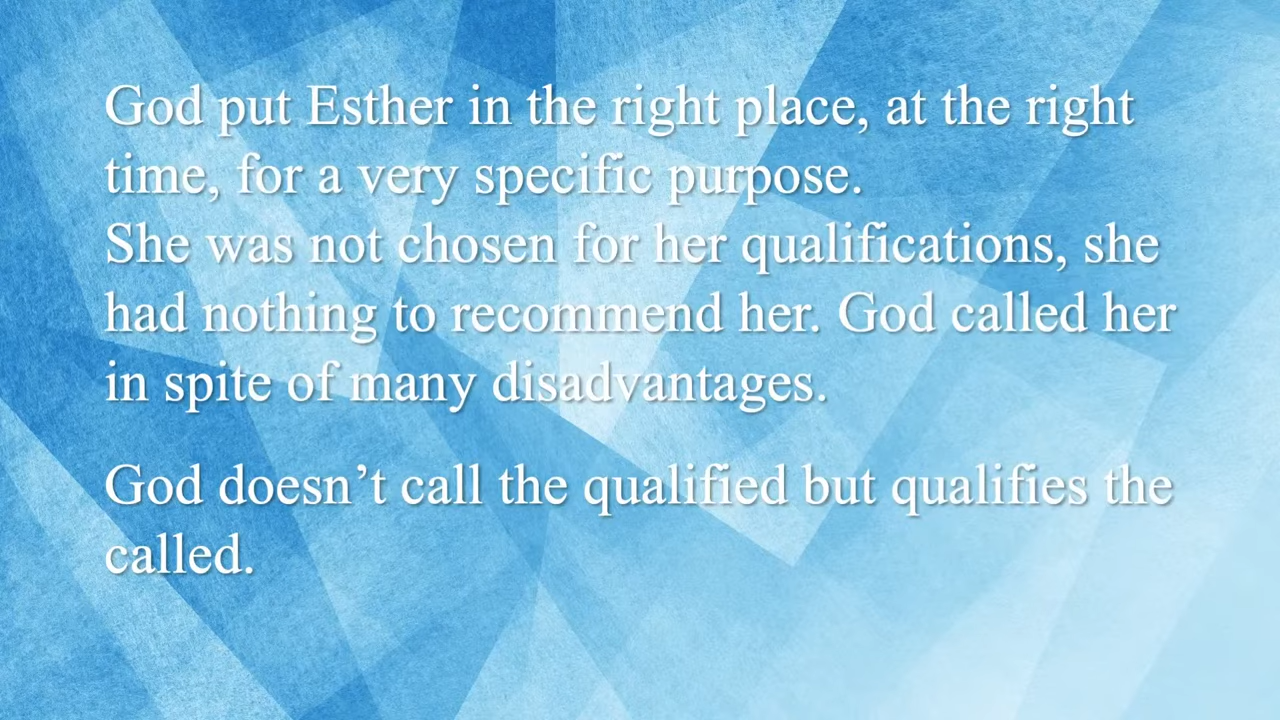 God put Esther in the right place, at the right
time, for a very specific purpose.
She was not chosen for her qualifications, she
had nothing to recommend her. God called her
in spite of many disadvantages.
God doesn’t call the qualified but qualifies the
called.